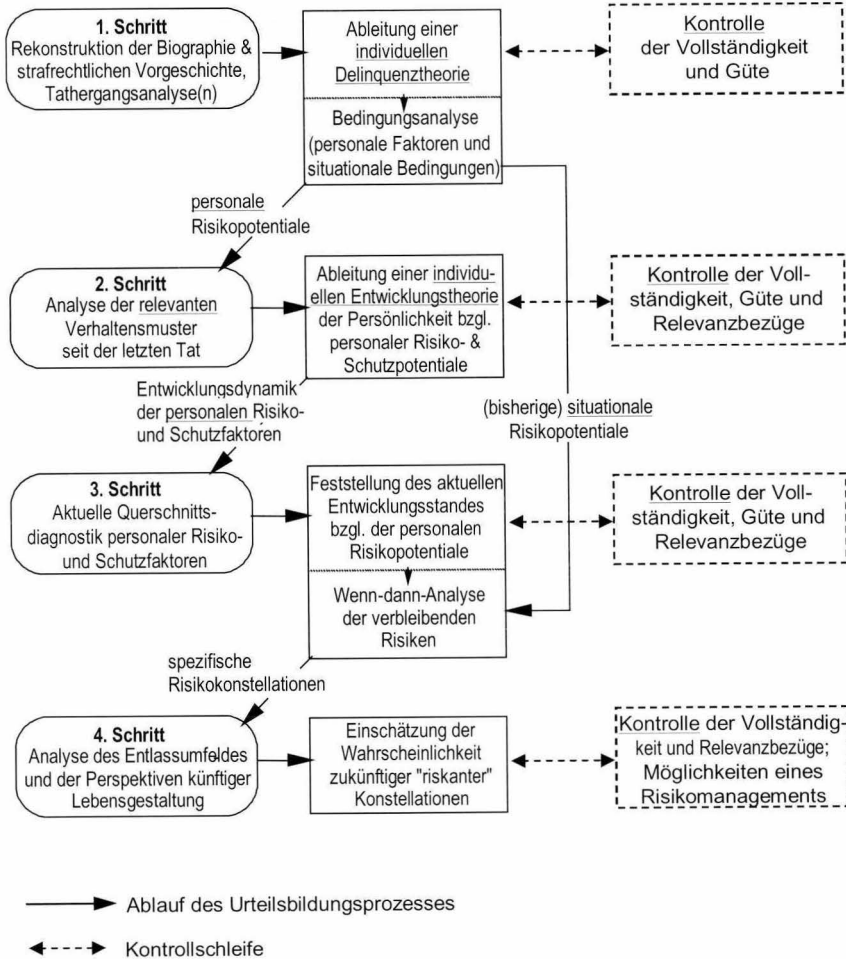 1. Schritt
Rekonstruktion der Biographie &
strafrechtlichen Vorgeschichte,
Tathergangsanalyse(n)
Ableitung einer
individuellen
Delinquenztheorie
Bedingungsanalyse
(personale Faktoren und
situationale Bedingungen)
Kontrolle
der Vollständigkeit
und Güte
personale
Risikopotentiale
2. Schritt
Analyse der relevanten
Verhaltensmuster
seit der letzten Tat
Ableitung einer individu-
ellen Entwicklungstheorie
der Persönlichkeit bzgl.
personaler Risiko- &
Schutzpotentiale
Kontrolle der Voll-
ständigkeit, Güte und
Relevanzbezüge
Entwicklungsdynamik
der personalen Risiko-
und Schutzfaktoren
(bisherige) situationale
Risikopotentiale
3. Schritt
Aktuelle Querschnitts-
diagnostik personaler Risiko-
und Schutzfaktoren
Feststellung des aktuellen
Entwicklungsstandes
bzgl. der personalen
Risikopotentiale
Wenn-dann-Analyse
der verbleibenden
Risiken
Kontrolle der Voll-
ständigkeit, Güte und
Relevanzbezüge
spezifische
Risikokonstellationen
4. Schritt
Analyse des Entlassumfeldes
und der Perspektiven künftiger
Lebensgestaltung
Einschätzung der
Wahrscheinlichkeit
zukünftiger "riskanter"
Konstellationen
Kontrolle der Vollständig-
keit und Relevanzbezüge;
Möglichkeiten eines
Risikomanagements
Ablauf des Urteilsbildungsprozesses
Kontrollschleife